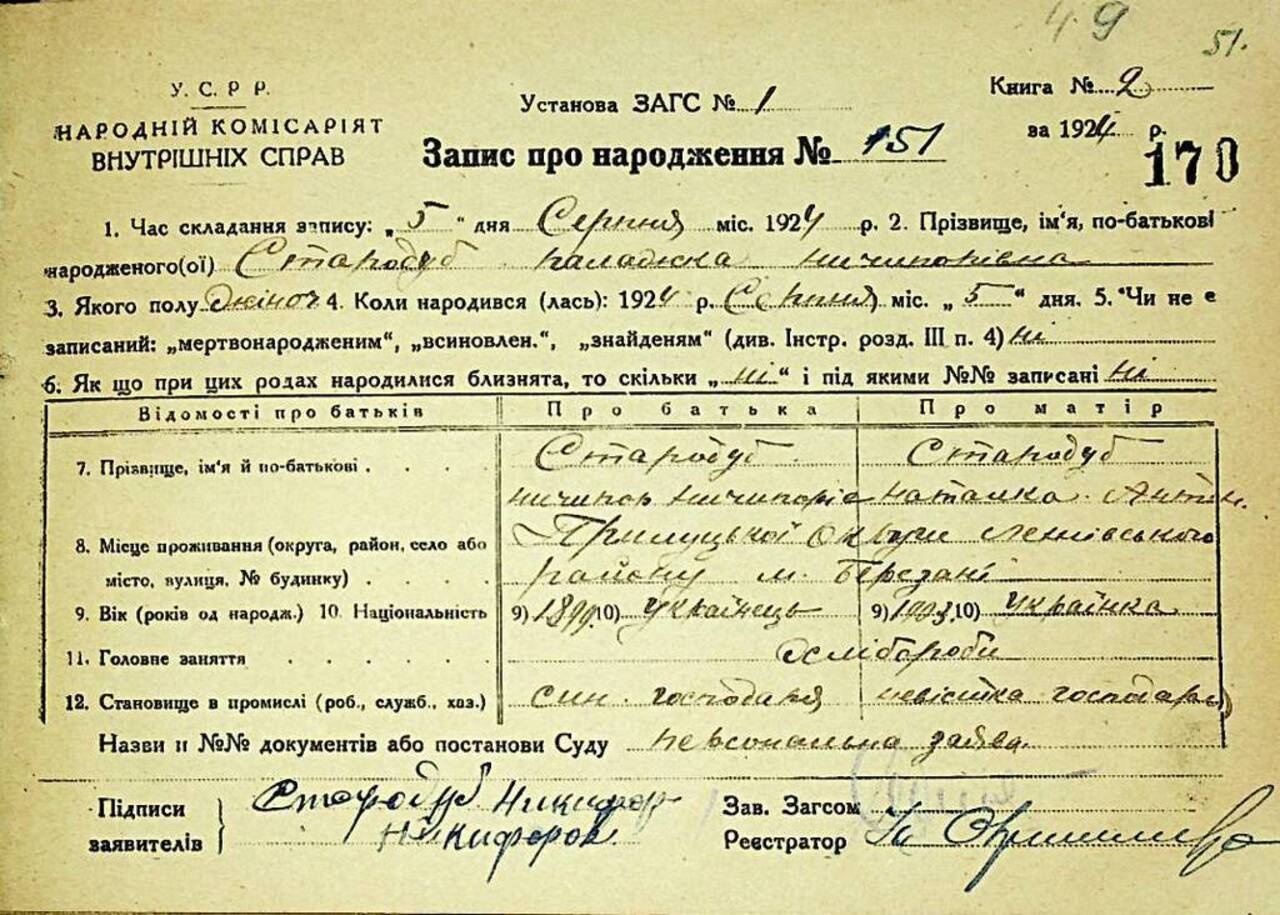 49 51.
У. С. Р Р.
НАРОДНІЙ КОМІСАРІЯТ
ВНУТРІШНІХ СПРАВ
Установа ЗАГС № 1
Запис про народження № 151
Книга № 2
за 1924 р.
170
1. Час складання запису: „5" дня Серпня міс. 1924 р. 2. Прізвище, ім'я, по-батькові
народженого(ої) Стародуб Палажка Ничипорівна
3. Якого полу Жіноч 4. Коли народився (лась): 1924 р. Серпня міс. „5" дня. 5. Чи не є
записаний: „мертвонародженим", „всиновлен.", „знайденям" (див. Інстр. розд. III п. 4) ні
6. Як що при цих родах народилися близнята, то скільки „ні" і під якими №№ записані ні
Відомості про батьків Про батька Про матір
7. Прізвище, ім'я й по-батькові . . . . Стародуб Стародуб
Ничипор Ничипорів Наталка Антин.
8. Місце проживання (округа, район, село або Прилуцької Округи
місто, вулиця, № будинку) . . . . району м. Березані
9. Вік (років од народж.) 10. Національність 9) 1899 10) Українець 9) 1903 10) Українка
11. Головне заняття . . . . . . Хлібороби
12. Становище в промислі (роб., служб., хоз.) син господаря невістка господаря
Назви и №№ документів або постанови Суду персональна заява.
Підписи заявителів } Стародуб Никифор
Никифоров.
Зав. Загсом
Реєстратор